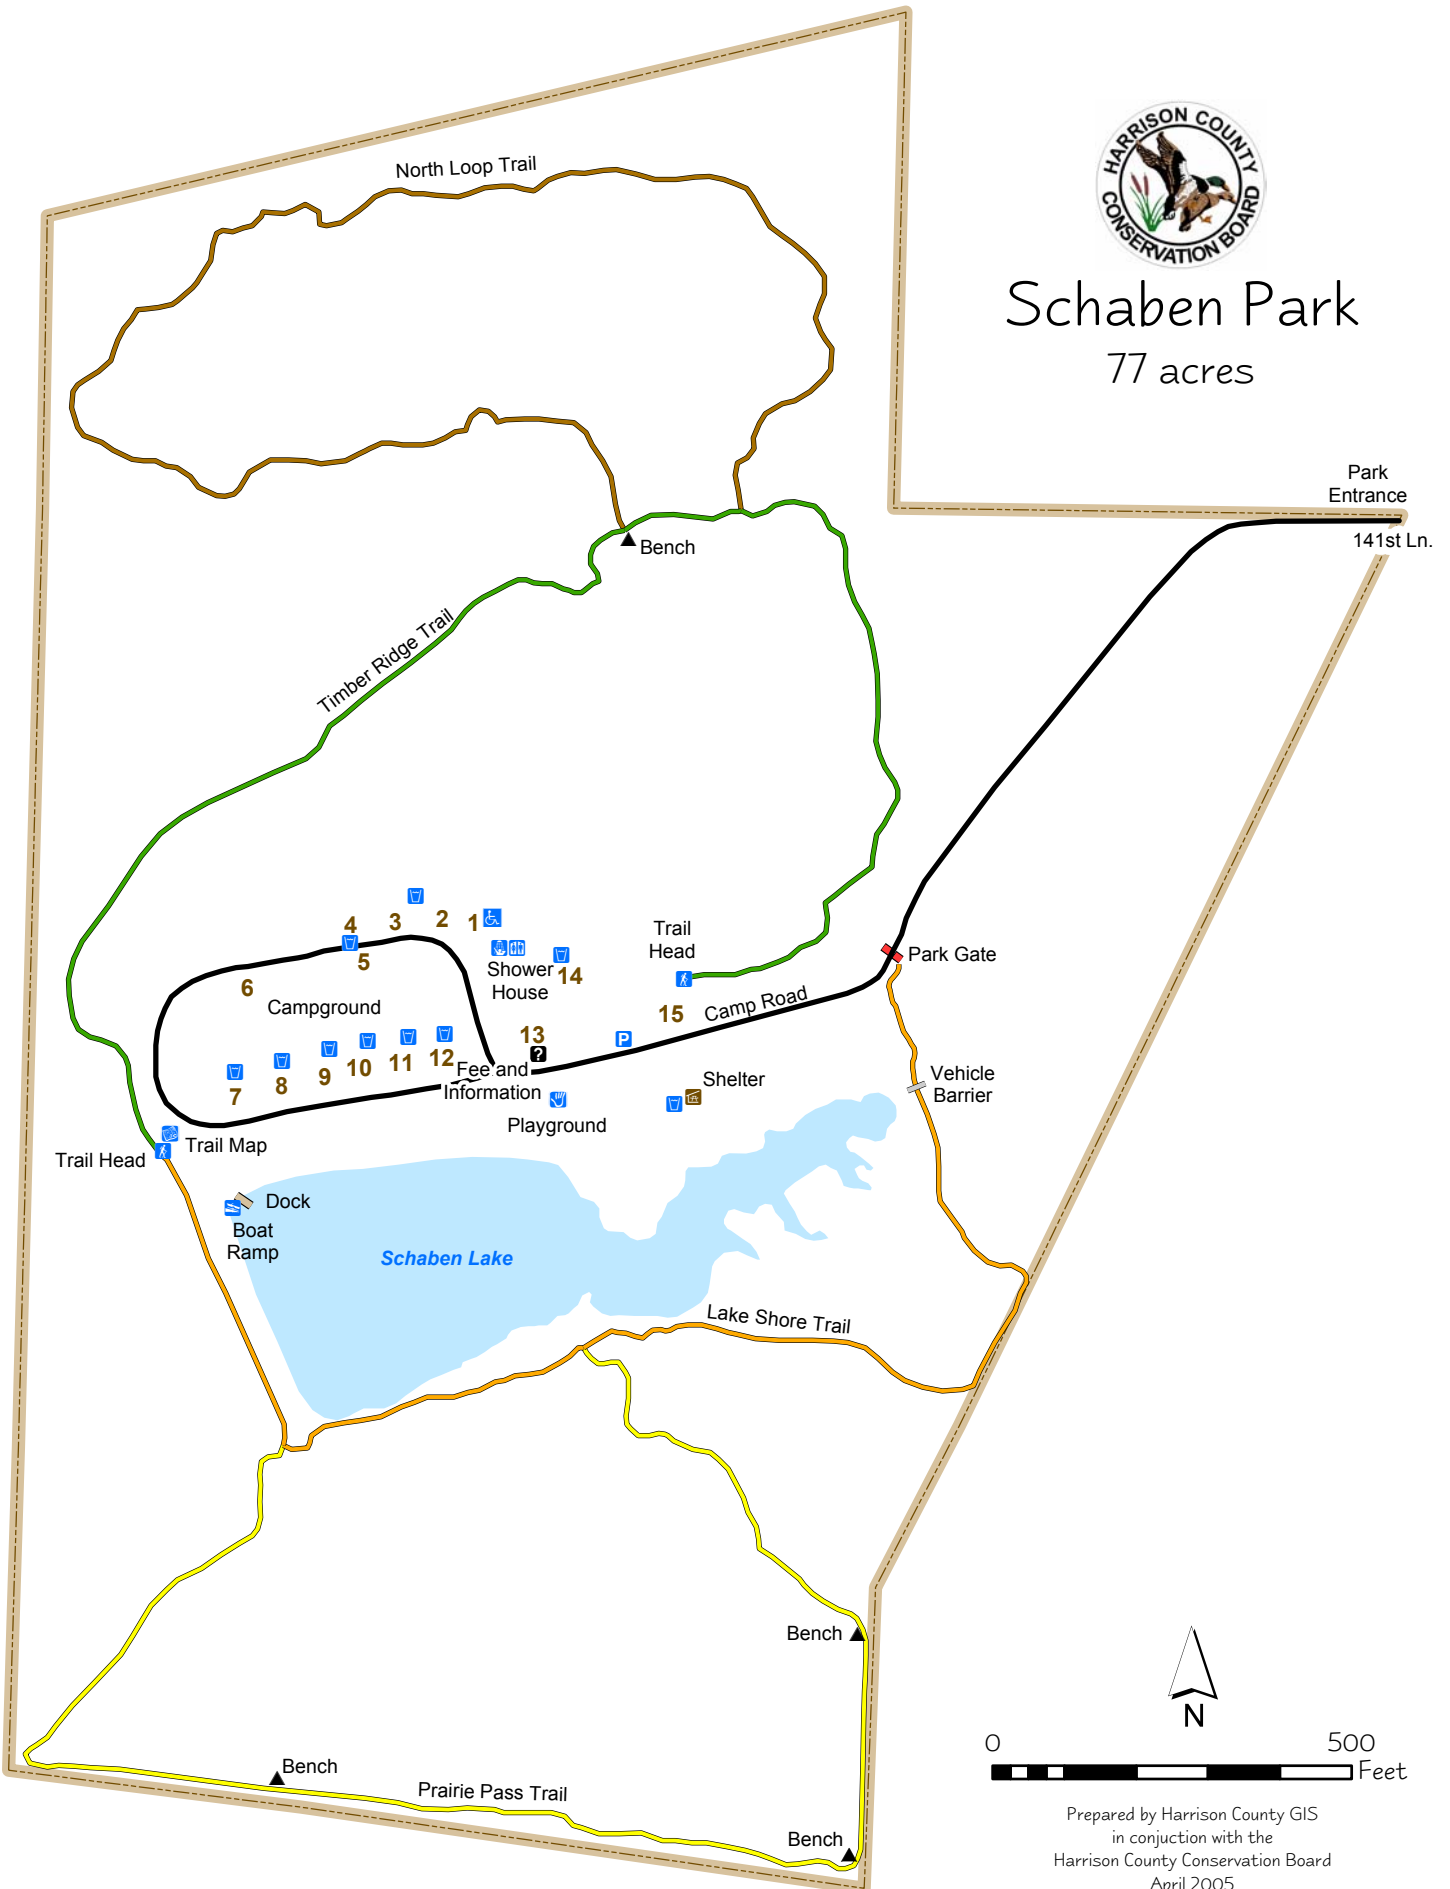 HARRISON COUNTY
CONSERVATION BOARD
Schaben Park
77 acres
North Loop Trail
Park
Entrance
141st Ln.
Bench
Timber Ridge Trail
4
3
2
1
5
6
Campground
Shower
House
14
Trail
Head
Park Gate
15
Camp Road
13
?
P
12
11
10
9
8
7
Fee and
Information
Playground
Shelter
Vehicle
Barrier
Trail Head
Trail Map
Dock
Boat
Ramp
Schaben Lake
Lake Shore Trail
Bench
Bench
Prairie Pass Trail
Bench
N
0
500
Feet
Prepared by Harrison County GIS
in conjuction with the
Harrison County Conservation Board
April 2005